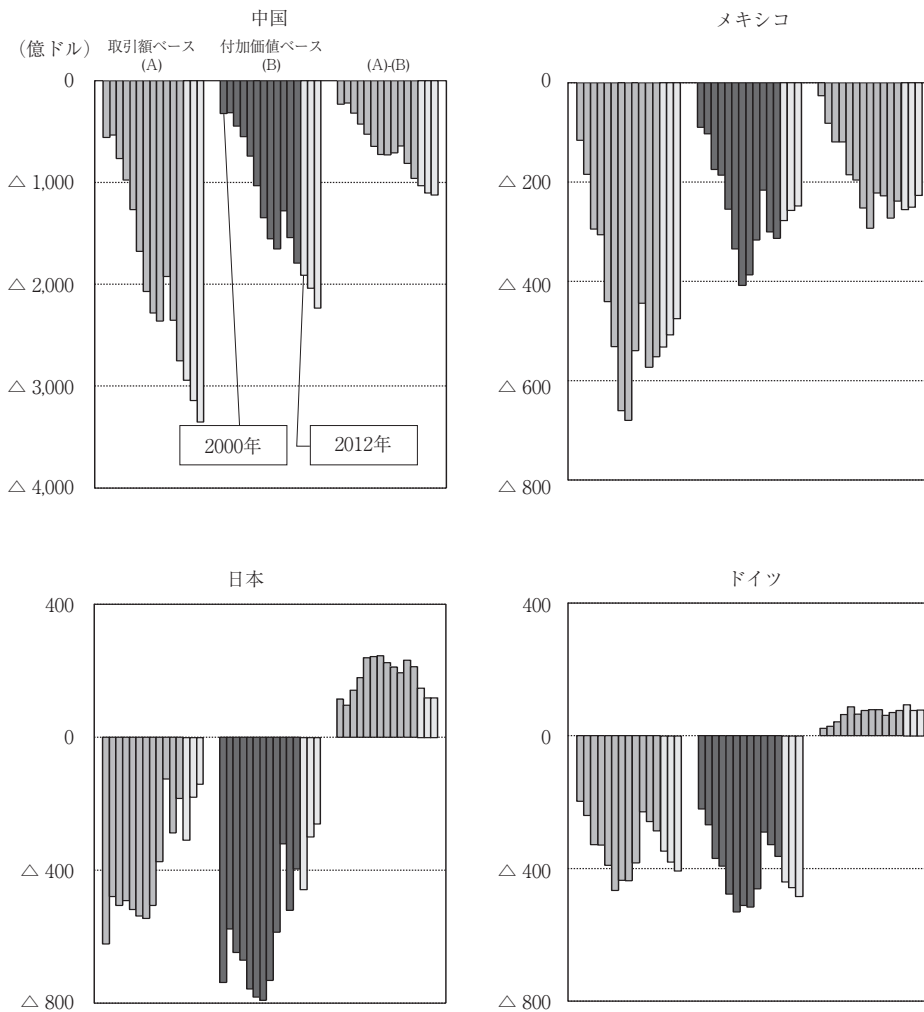 中国
(億ドル) 取引額ベース 付加価値ベース
(A) (B) (A)-(B)
0
△ 1,000
△ 2,000
△ 3,000
△ 4,000
2000年
2012年
メキシコ
0
△ 200
△ 400
△ 600
△ 800
日本
400
0
△ 400
△ 800
ドイツ
400
0
△ 400
△ 800